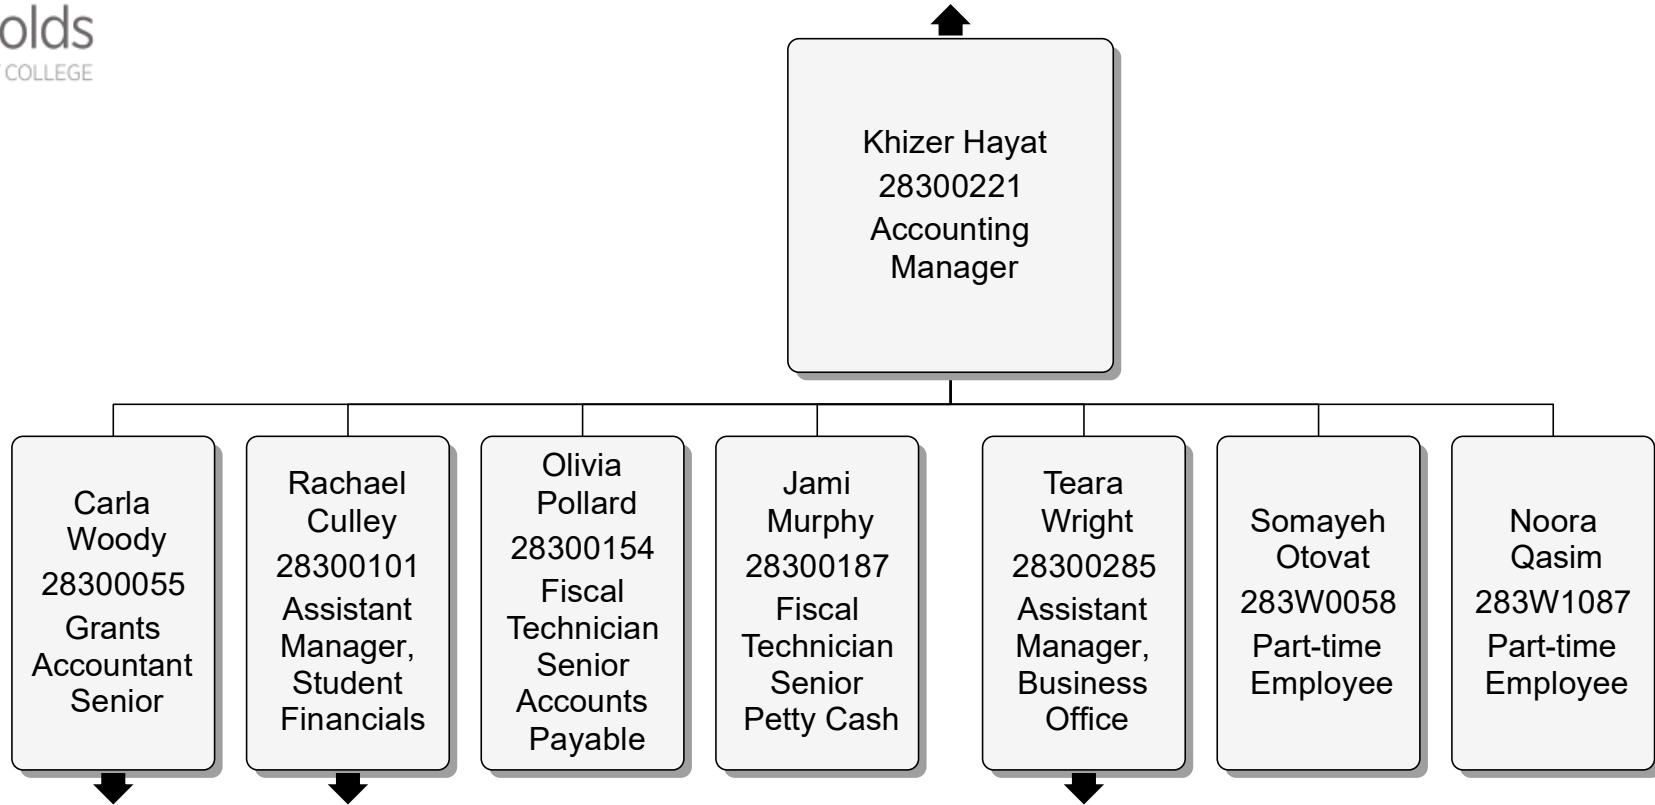 olds
COLLEGE
Khizer Hayat
28300221
Accounting
Manager
Carla
Woody
28300055
Grants
Accountant
Senior
Rachael
Culley
28300101
Assistant
Manager,
Student
Financials
Olivia
Pollard
28300154
Fiscal
Technician
Senior
Accounts
Payable
Jami
Murphy
28300187
Fiscal
Technician
Senior
Petty Cash
Teara
Wright
28300285
Assistant
Manager,
Business
Office
Somayeh
Otovat
283W0058
Part-time
Employee
Noora
Qasim
283W1087
Part-time
Employee